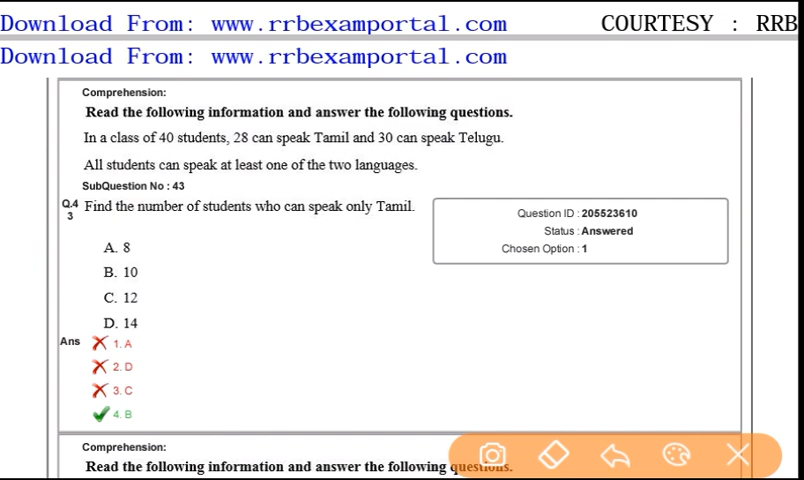 Download From: www.rrbexamportal.com COURTESY : RRB
Download From: www.rrbexamportal.com
Comprehension:
Read the following information and answer the following questions.
In a class of 40 students, 28 can speak Tamil and 30 can speak Telugu.
All students can speak at least one of the two languages.
SubQuestion No : 43
Q.4
3
Find the number of students who can speak only Tamil.
Question ID : 205523610
Status : Answered
Chosen Option : 1
A. 8
B. 10
C. 12
D. 14
Ans
1. A
2. D
3. C
4. B
Comprehension:
Read the following information and answer the following questions.